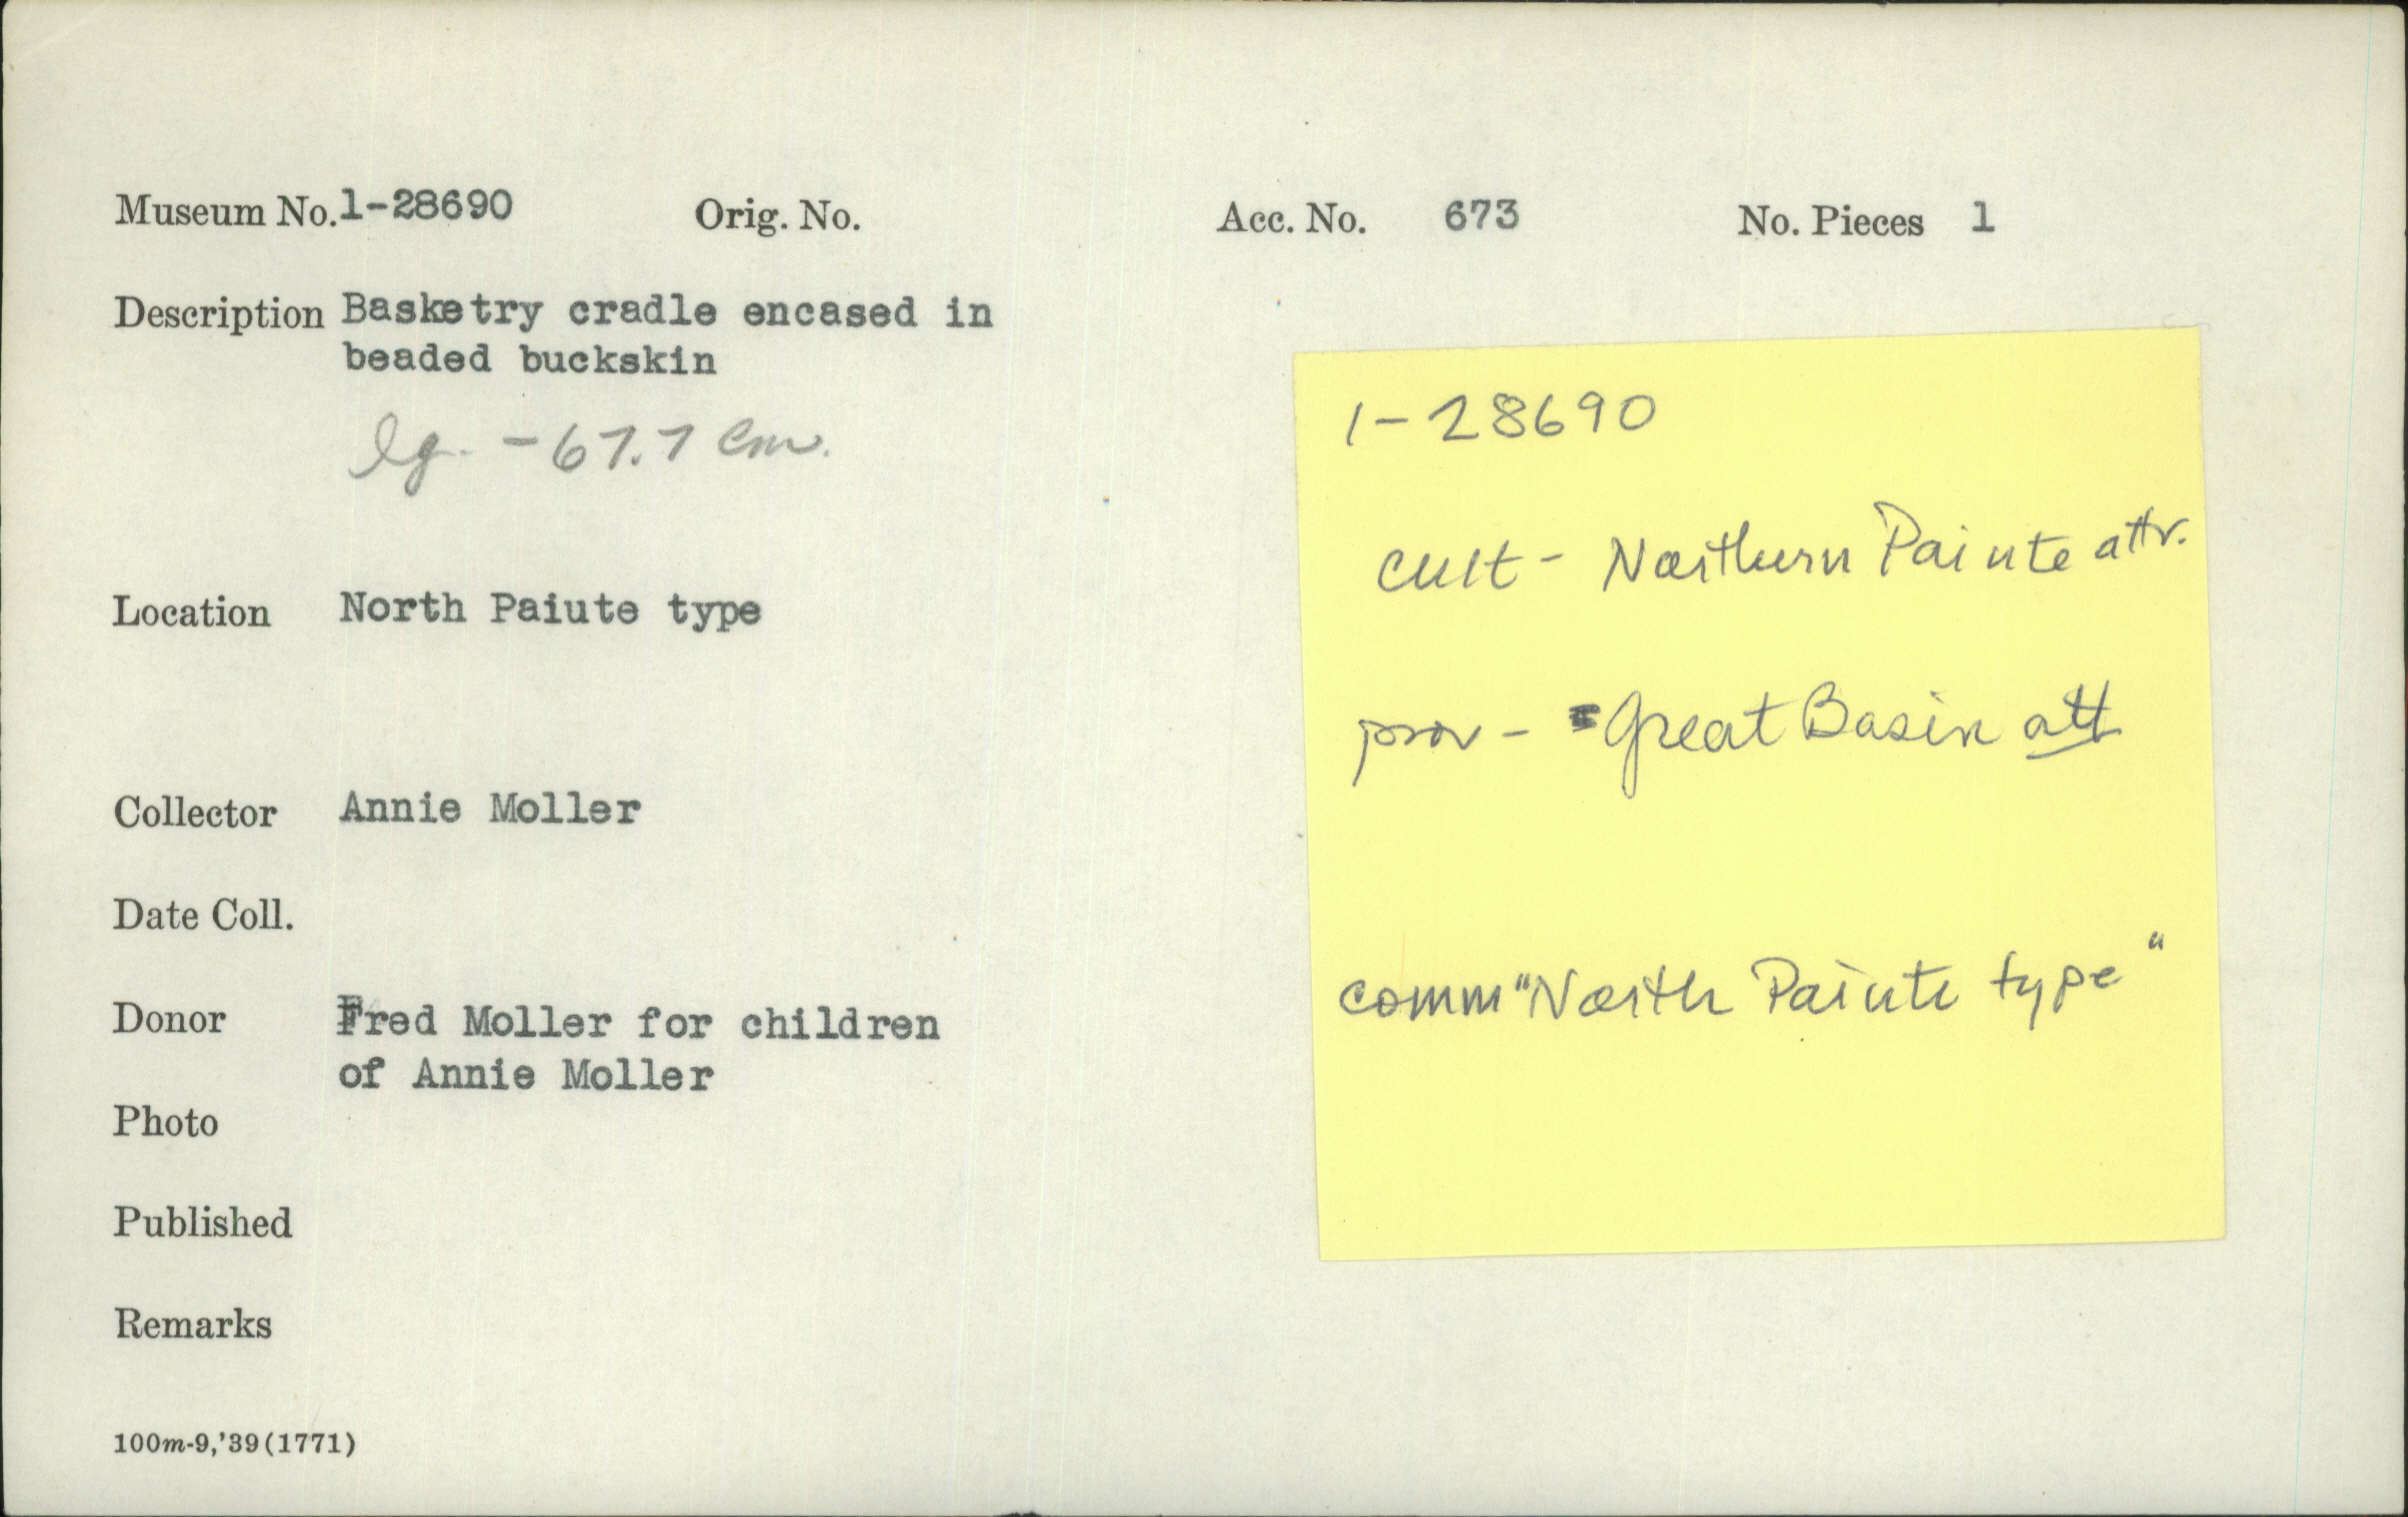 Museum No. 1-28690 Orig. No. Acc. No. 673 No. Pieces 1
Description Basketry cradle encased in
beaded buckskin
lg. - 67.7 cm.
Location North Paiute type
Collector Annie Moller
Date Coll.
Donor Fred Moller for children
of Annie Moller
Photo
Published
Remarks
100m-9,'39(1771)
1-28690
cult - Northern Paiute attr.
prov - Great Basin att
comm "North Paiute type"